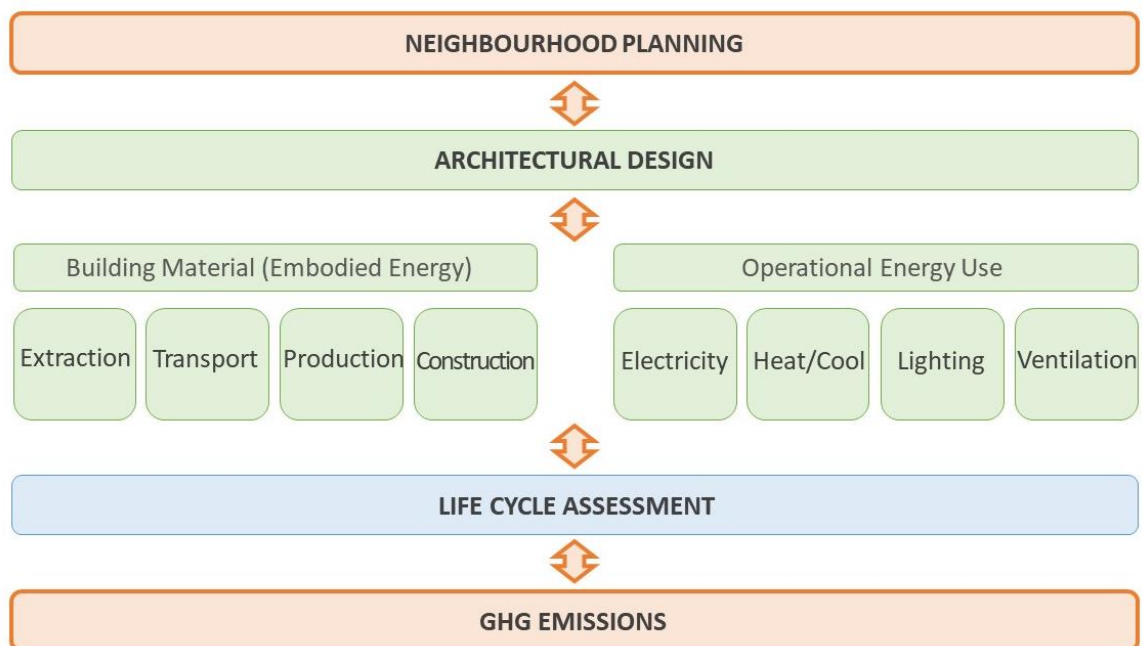 NEIGHBOURHOOD PLANNING
ARCHITECTURAL DESIGN
Building Material (Embodied Energy)
Operational Energy Use
Extraction
Transport
Production
Construction
Electricity
Heat/Cool
Lighting
Ventilation
LIFE CYCLE ASSESSMENT
GHG EMISSIONS